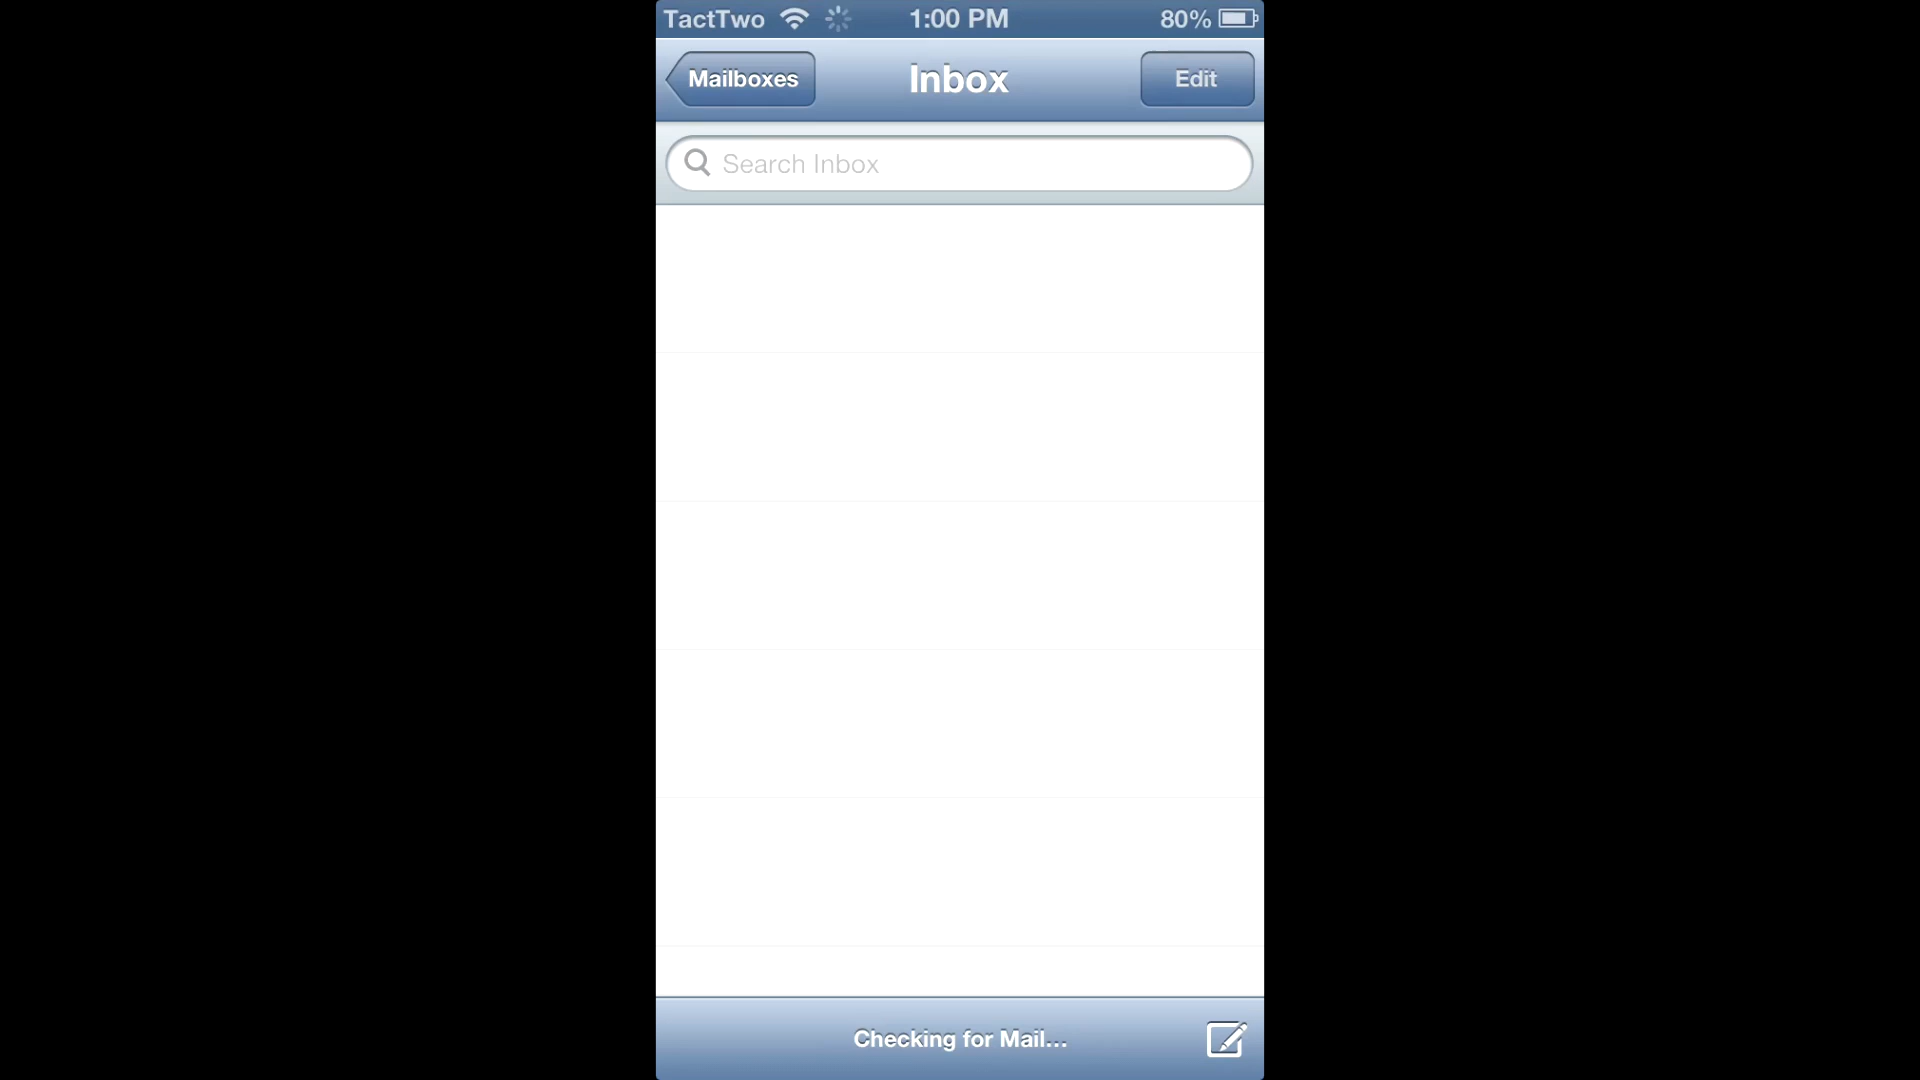 TactTwo 1:00 PM 80%
Mailboxes Inbox Edit
Search Inbox
Checking for Mail...